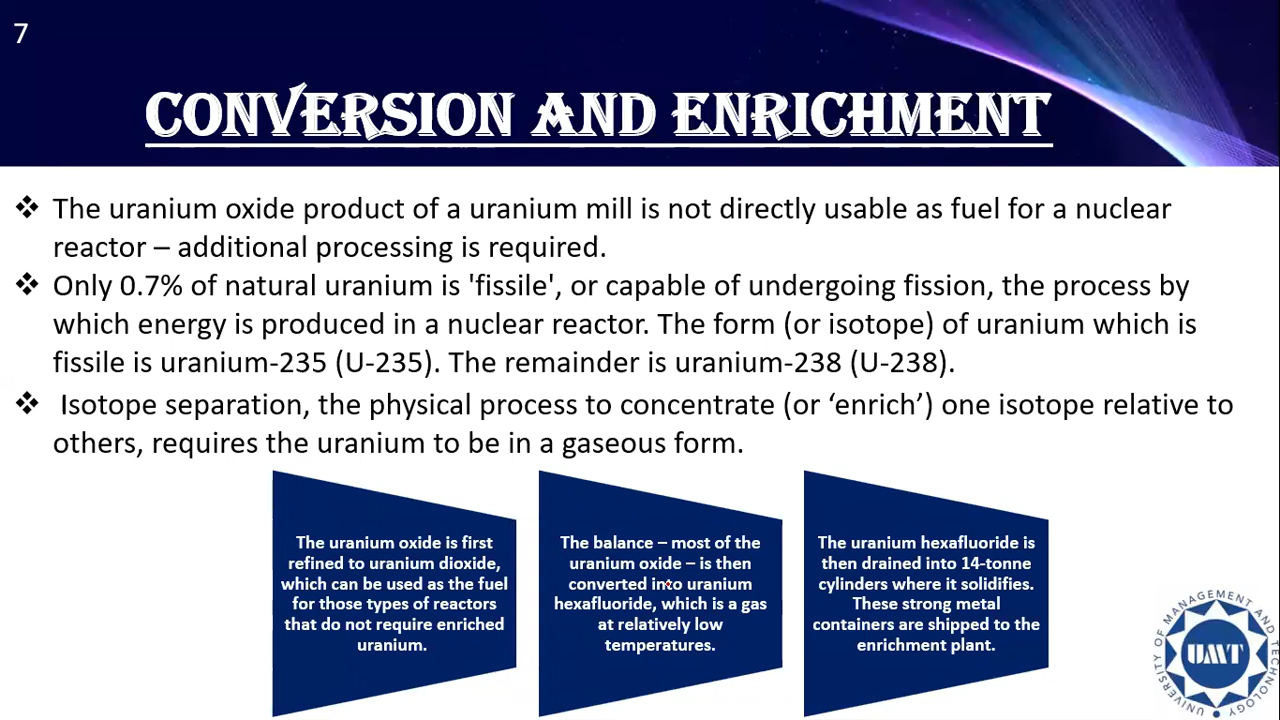 7
CONVERSION AND ENRICHMENT
❖ The uranium oxide product of a uranium mill is not directly usable as fuel for a nuclear
reactor – additional processing is required.
❖ Only 0.7% of natural uranium is 'fissile', or capable of undergoing fission, the process by
which energy is produced in a nuclear reactor. The form (or isotope) of uranium which is
fissile is uranium-235 (U-235). The remainder is uranium-238 (U-238).
❖ Isotope separation, the physical process to concentrate (or ‘enrich’) one isotope relative to
others, requires the uranium to be in a gaseous form.
The uranium oxide is first
refined to uranium dioxide,
which can be used as the fuel
for those types of reactors
that do not require enriched
uranium.
The balance – most of the
uranium oxide – is then
converted into uranium
hexafluoride, which is a gas
at relatively low
temperatures.
The uranium hexafluoride is
then drained into 14-tonne
cylinders where it solidifies.
These strong metal
containers are shipped to the
enrichment plant.
UNIVERSITY OF MANAGEMENT AND TECHNOLOGY
UMT